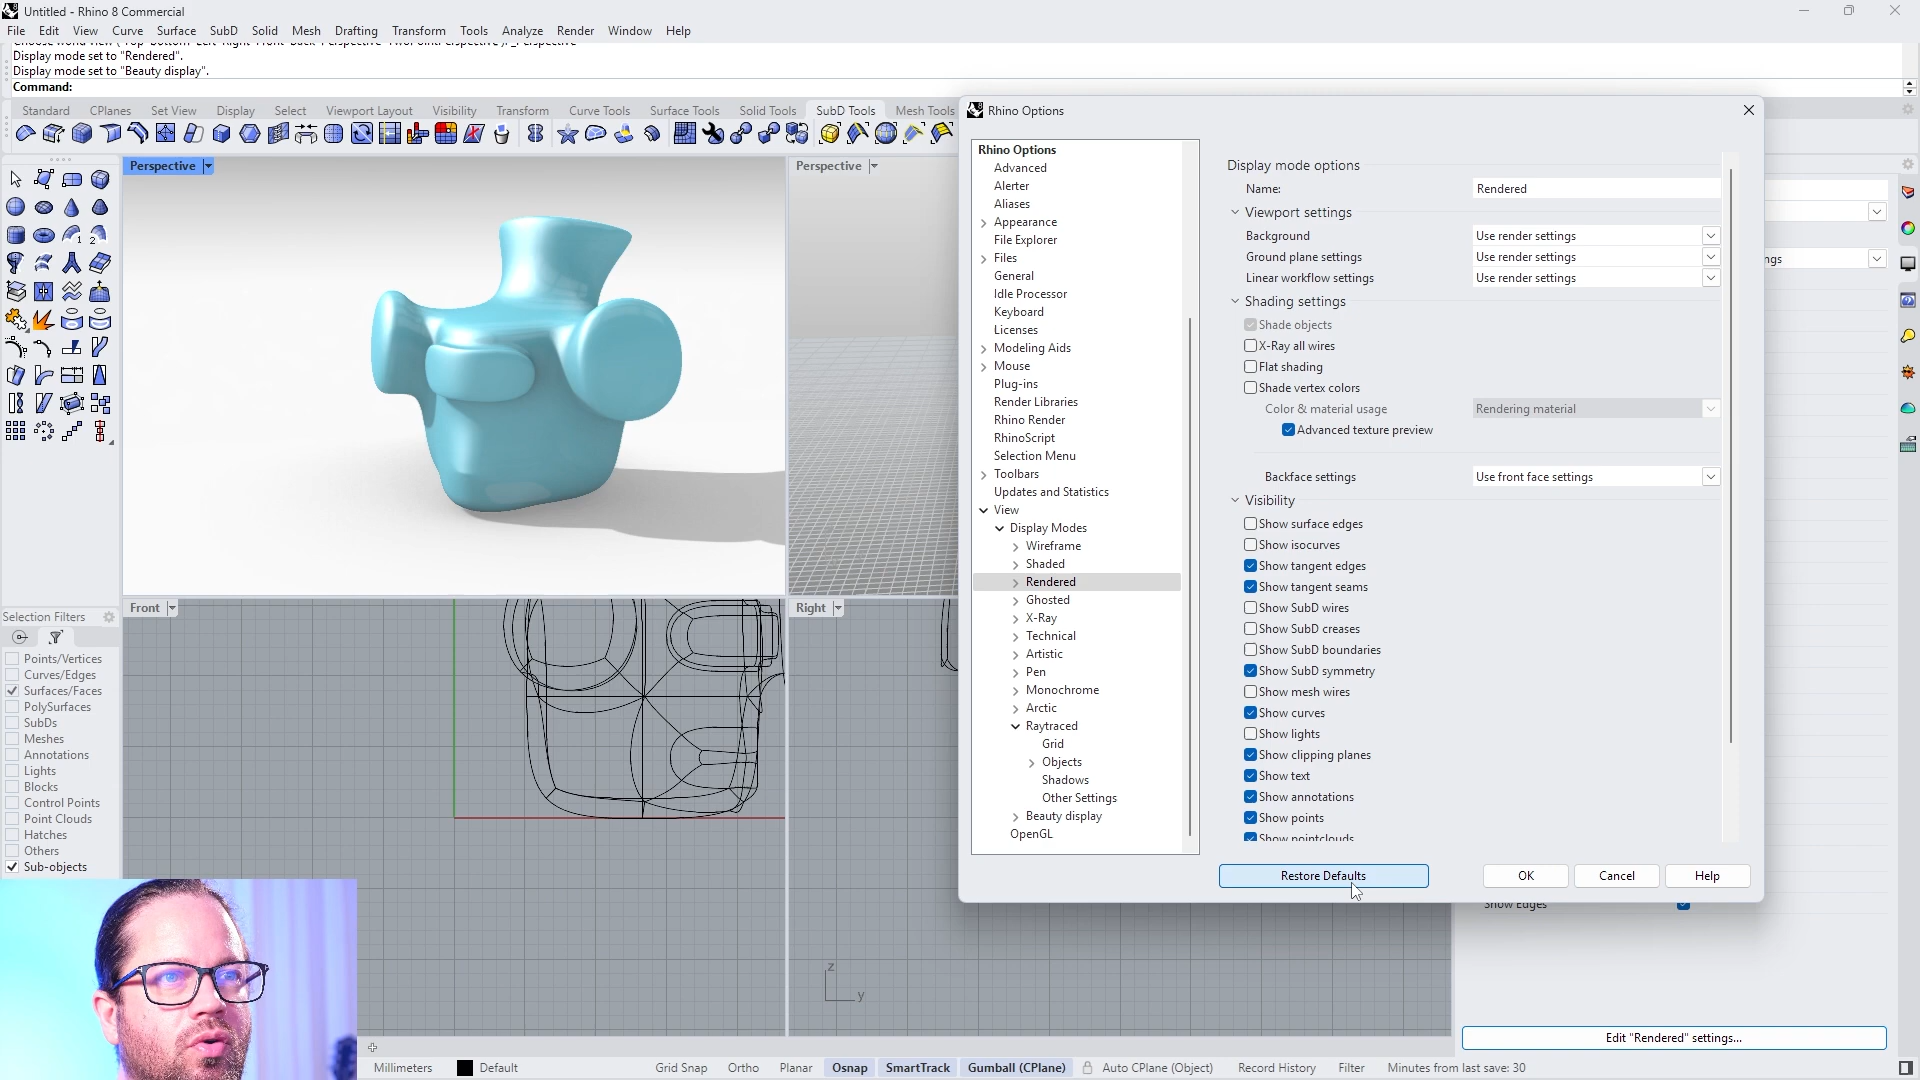 Untitled - Rhino 8 Commercial
File Edit View Curve Surface SubD Solid Mesh Drafting Transform Tools Analyze Render Window Help
Display mode set to "Rendered".
Display mode set to "Beauty display".
Command:
Standard CPlanes Set View Display Select Viewport Layout Visibility Transform Curve Tools Surface Tools Solid Tools SubD Tools Mesh Tools
Perspective
Perspective
Front
Right
Selection Filters
Points/Vertices
Curves/Edges
Surfaces/Faces
PolySurfaces
SubDs
Meshes
Annotations
Lights
Blocks
Control Points
Point Clouds
Hatches
Others
Sub-objects
z
y
Rhino Options
Rhino Options
Advanced
Alerter
Aliases
Appearance
File Explorer
Files
General
Idle Processor
Keyboard
Licenses
Modeling Aids
Mouse
Plug-ins
Render Libraries
Rhino Render
RhinoScript
Selection Menu
Toolbars
Updates and Statistics
View
Display Modes
Wireframe
Shaded
Rendered
Ghosted
X-Ray
Technical
Artistic
Pen
Monochrome
Arctic
Raytraced
Grid
Objects
Shadows
Other Settings
Beauty display
OpenGL
Display mode options
Name: Rendered
Viewport settings
Background Use render settings
Ground plane settings Use render settings
Linear workflow settings Use render settings
Shading settings
Shade objects
X-Ray all wires
Flat shading
Shade vertex colors
Color & material usage Rendering material
Advanced texture preview
Backface settings Use front face settings
Visibility
Show surface edges
Show isocurves
Show tangent edges
Show tangent seams
Show SubD wires
Show SubD creases
Show SubD boundaries
Show SubD symmetry
Show mesh wires
Show curves
Show lights
Show clipping planes
Show text
Show annotations
Show points
Show pointclouds
Restore Defaults OK Cancel Help
ngs
Show Edges
Edit "Rendered" settings...
Millimeters Default Grid Snap Ortho Planar Osnap SmartTrack Gumball (CPlane) Auto CPlane (Object) Record History Filter Minutes from last save: 30